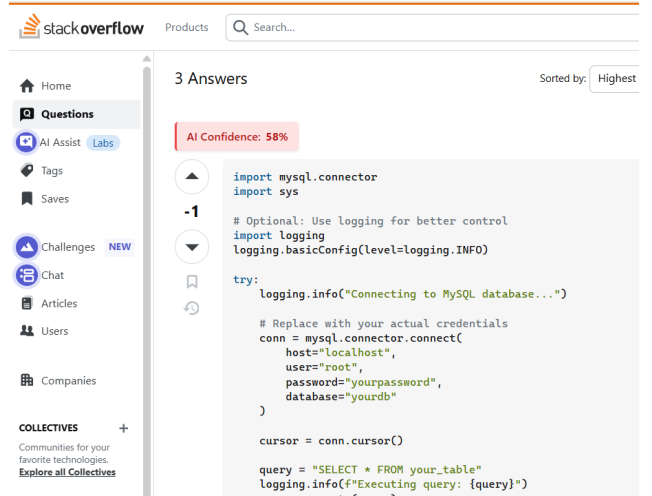 stackoverflow
Products
Search...
Home
Questions
AI Assist Labs
Tags
Saves
Challenges NEW
Chat
Articles
Users
Companies
COLLECTIVES +
Communities for your
favorite technologies.
Explore all Collectives
3 Answers
Sorted by: Highest
AI Confidence: 58%
-1
import mysql.connector
import sys
# Optional: Use logging for better control
import logging
logging.basicConfig(level=logging.INFO)
try:
    logging.info("Connecting to MySQL database...")
    # Replace with your actual credentials
    conn = mysql.connector.connect(
        host="localhost",
        user="root",
        password="yourpassword",
        database="yourdb"
    )
    cursor = conn.cursor()
    query = "SELECT * FROM your_table"
    logging.info(f"Executing query: {query}")